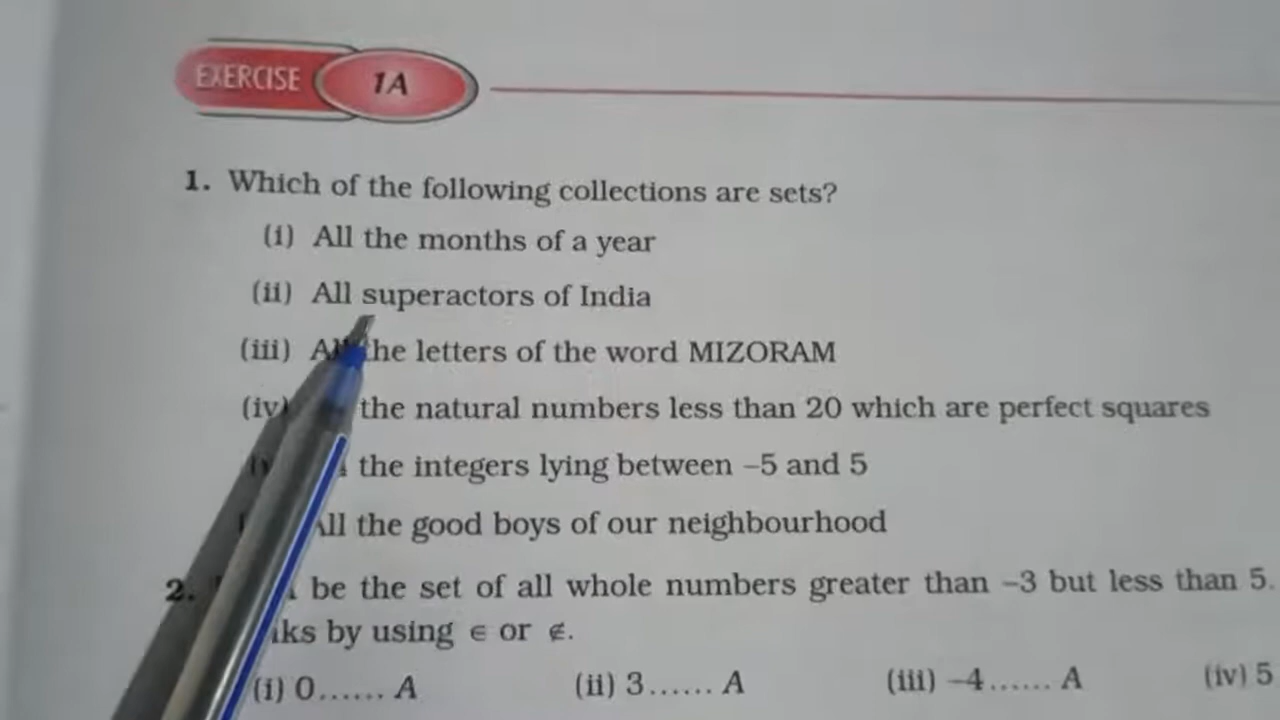 EXERCISE 1A
1. Which of the following collections are sets?
(i) All the months of a year
(ii) All superactors of India
(iii) All the letters of the word MIZORAM
(iv) the natural numbers less than 20 which are perfect squares
the integers lying between –5 and 5
All the good boys of our neighbourhood
2. be the set of all whole numbers greater than –3 but less than 5.
by using ∈ or ∉.
(i) 0...... A (ii) 3...... A (iii) –4...... A (iv) 5